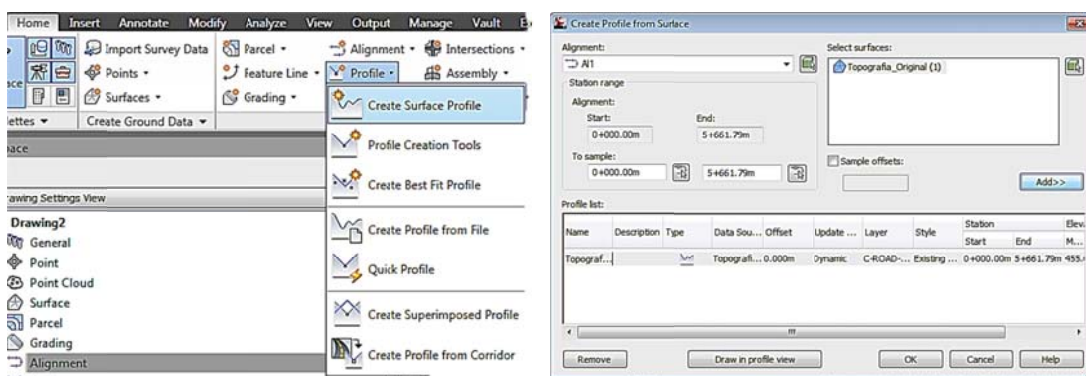 Home Insert Annotate Modify Analyze View Output Manage Vault
Import Survey Data Parcel Alignment Intersections
Points Feature Line Profile Assembly
Surfaces Grading
Create Ground Data
Create Surface Profile
Profile Creation Tools
Create Best Fit Profile
Create Profile from File
Quick Profile
Create Superimposed Profile
Create Profile from Corridor
Drawing Settings View
Drawing2
General
Point
Point Cloud
Surface
Parcel
Grading
Alignment
Create Profile from Surface
Alignment:
Al1
Station range
Alignment:
Start: End:
0+000.00m 5+661.79m
To sample:
0+000.00m 5+661.79m
Select surfaces:
Topografia_Original (1)
Sample offsets:
Add>>
Profile list:
Name Description Type Data Sou... Offset Update ... Layer Style Station Elev.
Start End M...
Topograf... Topografi... 0.000m Dynamic C-ROAD-... Existing ... 0+000.00m 5+661.79m 455.
Remove Draw in profile view OK Cancel Help